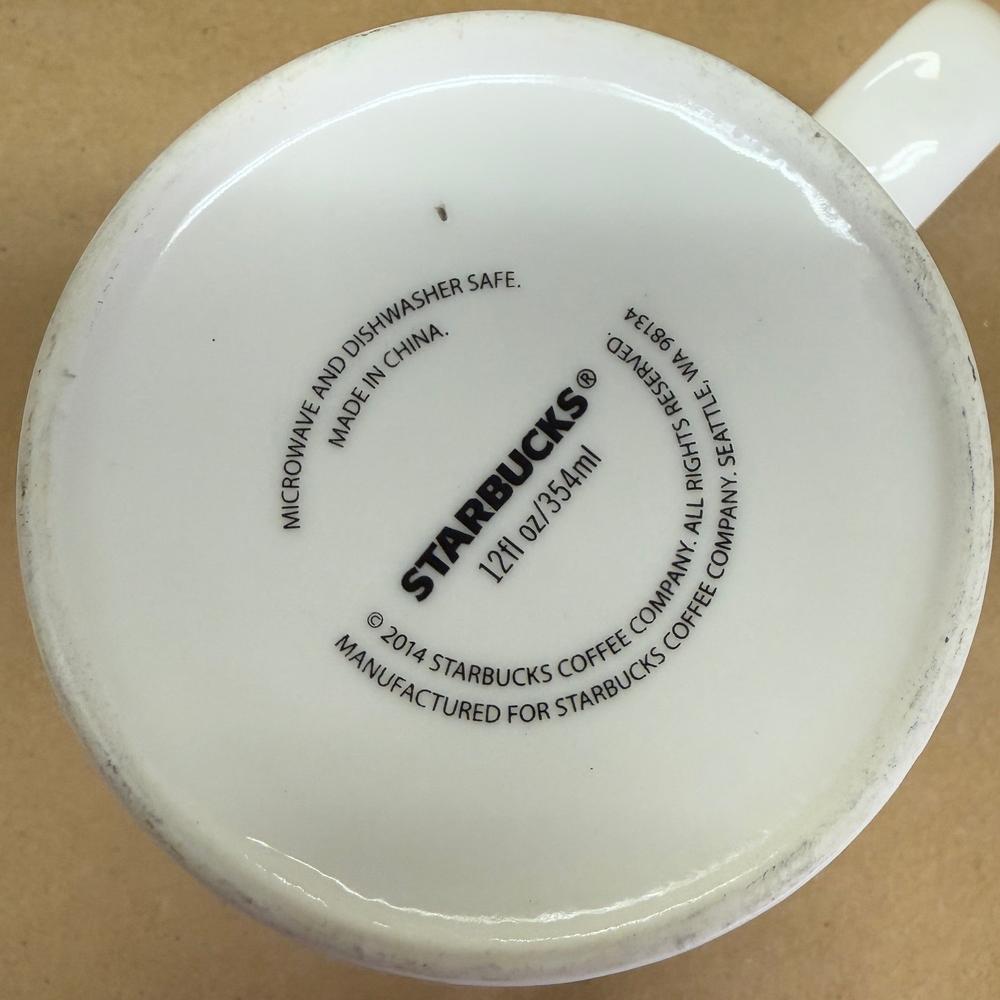 MICROWAVE AND DISHWASHER SAFE.
MADE IN CHINA.
STARBUCKS®
12fl oz/354ml
© 2014 STARBUCKS COFFEE COMPANY. ALL RIGHTS RESERVED.
MANUFACTURED FOR STARBUCKS COFFEE COMPANY. SEATTLE, WA 98134